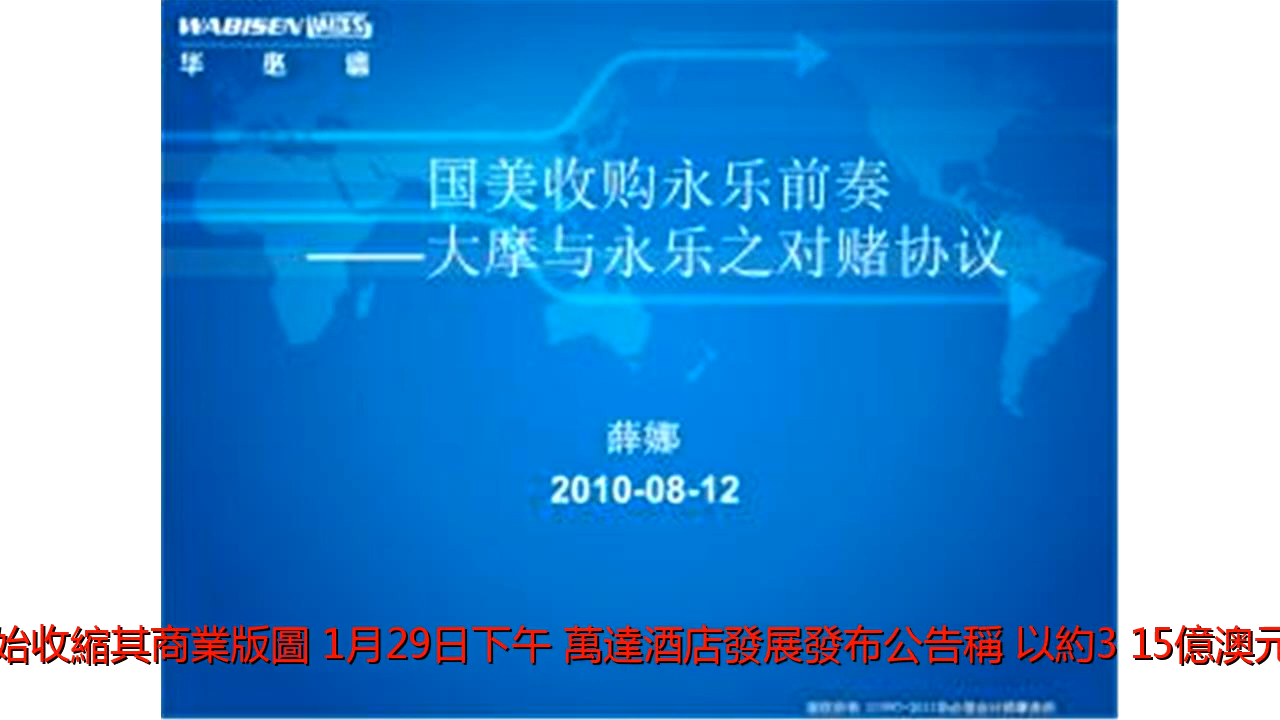 WABISEN
华 必 信
国美收购永乐前奏
——大摩与永乐之对赌协议
薛娜
2010-08-12
始收縮其商業版圖 1月29日下午 萬達酒店發展發布公告稱 以約3 15億澳元